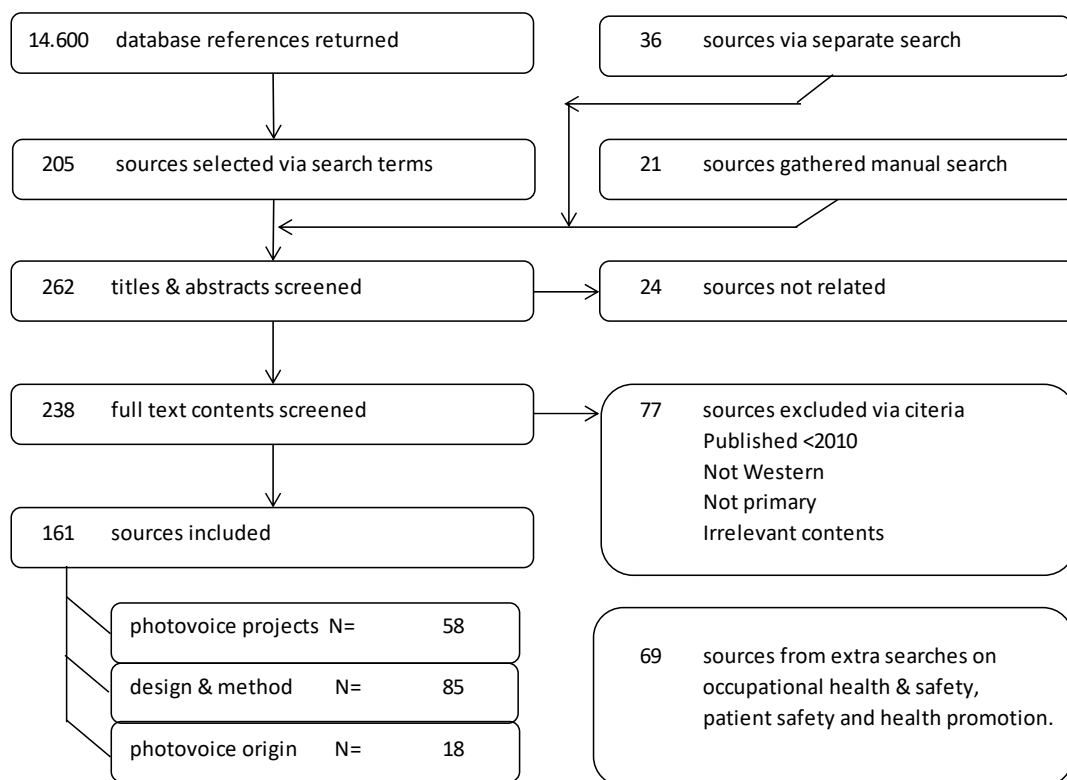 14.600 database references returned
36 sources via separate search
205 sources selected via search terms
21 sources gathered manual search
262 titles & abstracts screened
24 sources not related
238 full text contents screened
77 sources excluded via citeria
Published <2010
Not Western
Not primary
Irrelevant contents
161 sources included
photovoice projects N= 58
design & method N= 85
photovoice origin N= 18
69 sources from extra searches on
occupational health & safety,
patient safety and health promotion.